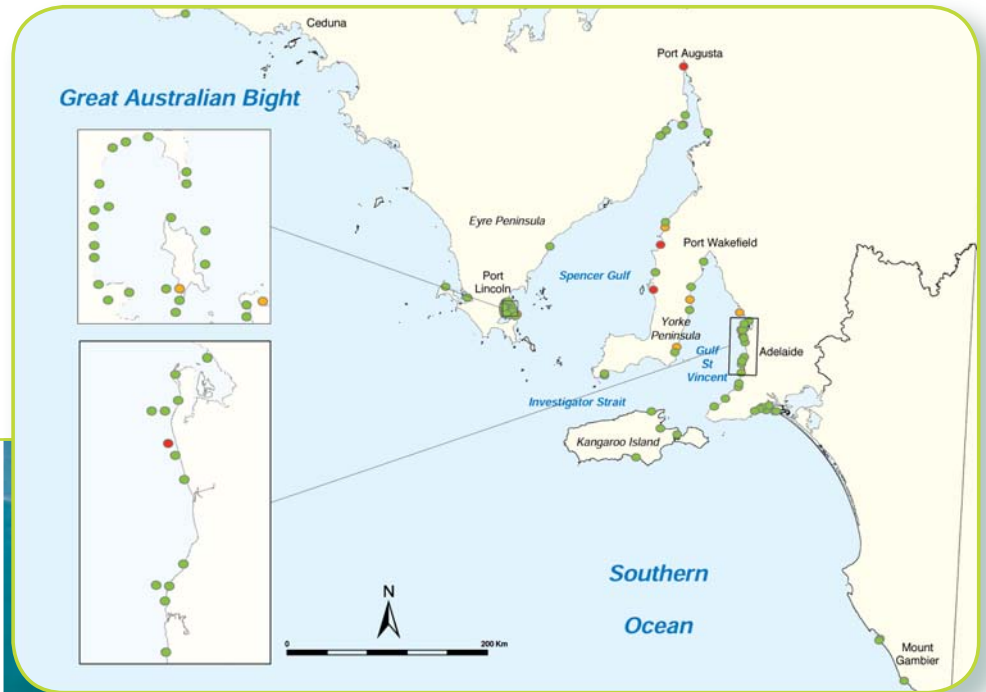 Ceduna
Port Augusta
Great Australian Bight
Eyre Peninsula
Port Wakefield
Port
Lincoln
Spencer Gulf
Yorke
Peninsula
Gulf
St
Vincent
Adelaide
Investigator Strait
Kangaroo Island
Southern
Ocean
N
0
200 Km
Mount
Gambier